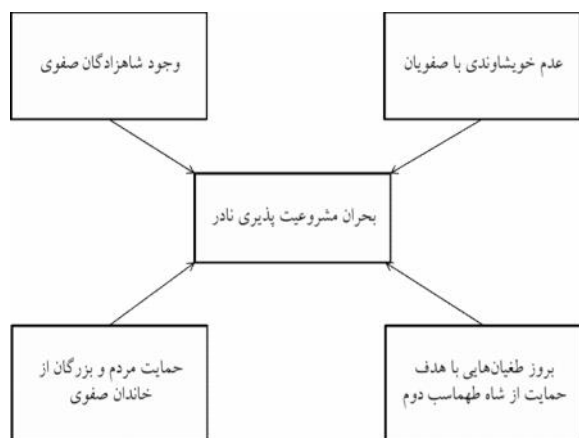 عدم خویشاوندی با صفویان
وجود شاهزادگان صفوی
بحران مشروعیت پذیری نادر
بروز طغیان‌هایی با هدف
حمایت از شاه طهماسب دوم
حمایت مردم و بزرگان از
خاندان صفوی